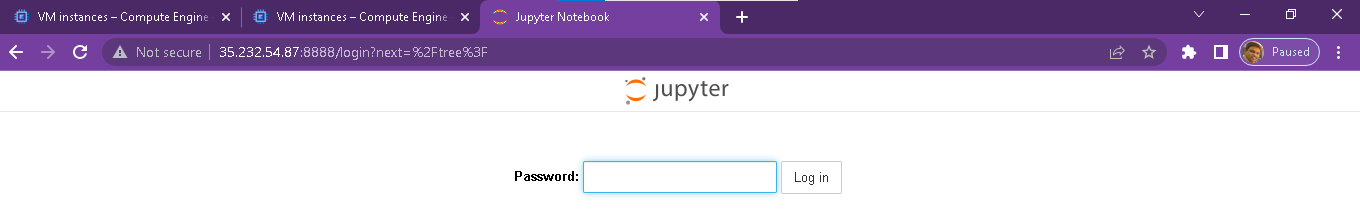 VM instances – Compute Engine
VM instances – Compute Engine
Jupyter Notebook
Not secure
35.232.54.87:8888/login?next=%2Ftree%3F
Paused
jupyter
Password:
Log in